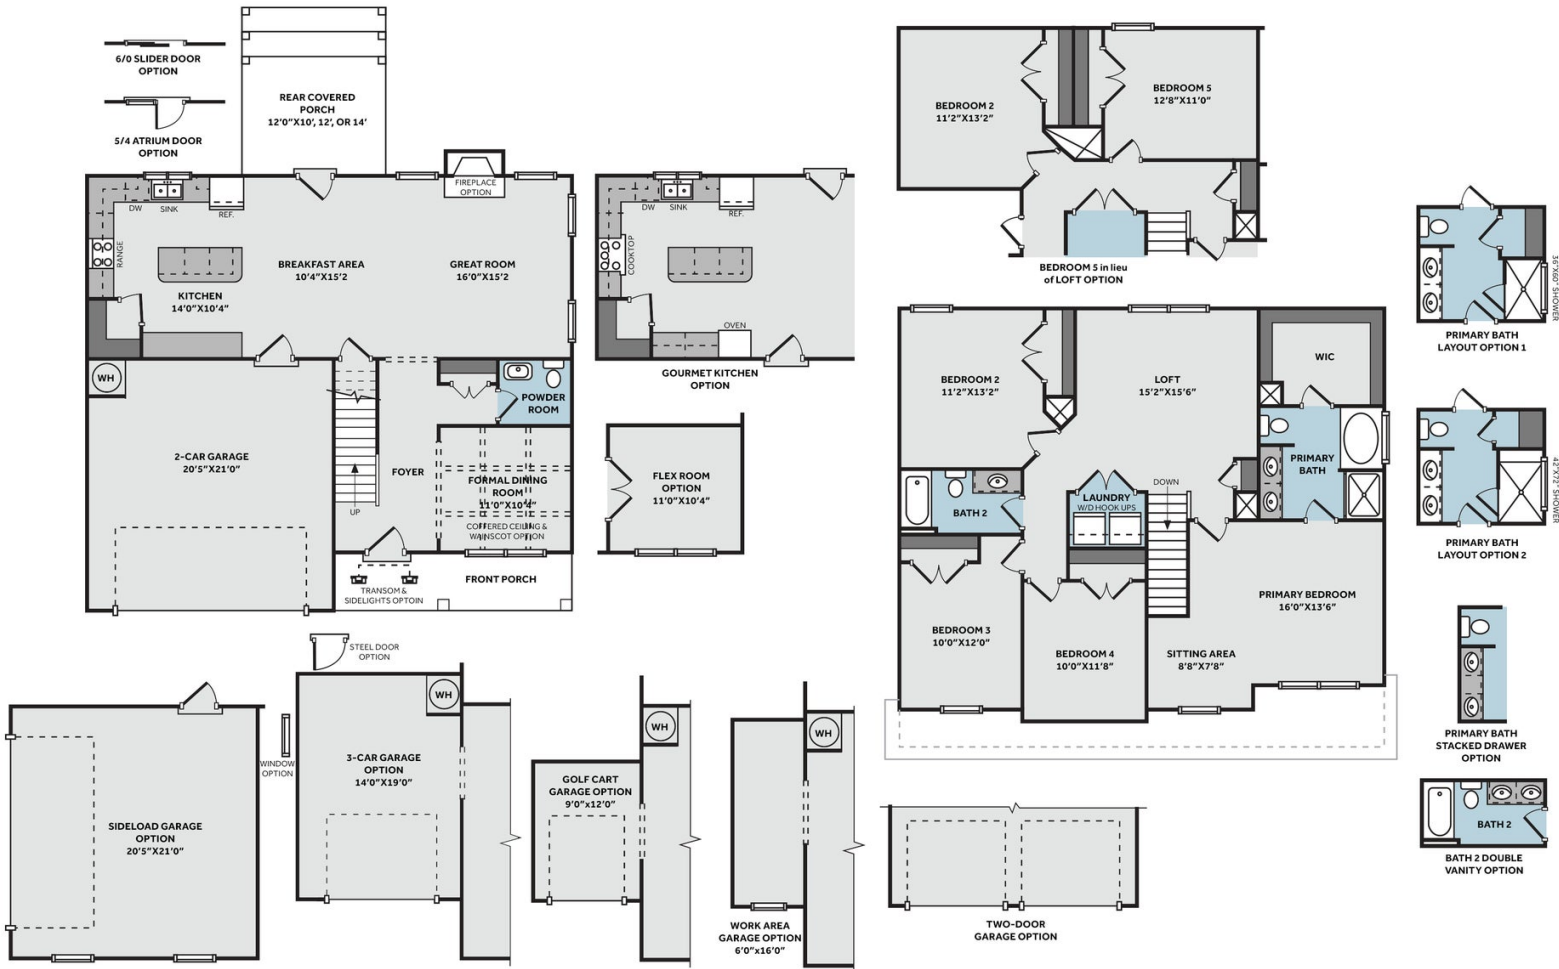 6/0 SLIDER DOOR
OPTION
5/4 ATRIUM DOOR
OPTION
REAR COVERED
PORCH
12'0"X10', 12', OR 14'
DW
SINK
REF.
RANGE
KITCHEN
14'0"X10'4"
BREAKFAST AREA
10'4"X15'2
FIREPLACE
OPTION
GREAT ROOM
16'0"X15'2
WH
2-CAR GARAGE
20'5"X21'0"
UP
FOYER
POWDER
ROOM
FORMAL DINING
ROOM
11'0"X10'4"
COFFERED CEILING &
WAINSCOT OPTION
FRONT PORCH
TRANSOM &
SIDELIGHTS OPTOIN
DW
SINK
REF.
COOKTOP
OVEN
GOURMET KITCHEN
OPTION
FLEX ROOM
OPTION
11'0"X10'4"
BEDROOM 2
11'2"X13'2"
BEDROOM 5
12'8"X11'0"
BEDROOM 5 in lieu
of LOFT OPTION
BEDROOM 2
11'2"X13'2"
LOFT
15'2"X15'6"
WIC
PRIMARY
BATH
BATH 2
LAUNDRY
W/D HOOK UPS
DOWN
BEDROOM 3
10'0"X12'0"
BEDROOM 4
10'0"X11'8"
SITTING AREA
8'8"X7'8"
PRIMARY BEDROOM
16'0"X13'6"
36"X60" SHOWER
PRIMARY BATH
LAYOUT OPTION 1
42"X72" SHOWER
PRIMARY BATH
LAYOUT OPTION 2
PRIMARY BATH
STACKED DRAWER
OPTION
BATH 2
BATH 2 DOUBLE
VANITY OPTION
SIDELOAD GARAGE
OPTION
20'5"X21'0"
WINDOW
OPTION
STEEL DOOR
OPTION
WH
3-CAR GARAGE
OPTION
14'0"X19'0"
WH
GOLF CART
GARAGE OPTION
9'0"x12'0"
WH
WORK AREA
GARAGE OPTION
6'0"x16'0"
TWO-DOOR
GARAGE OPTION